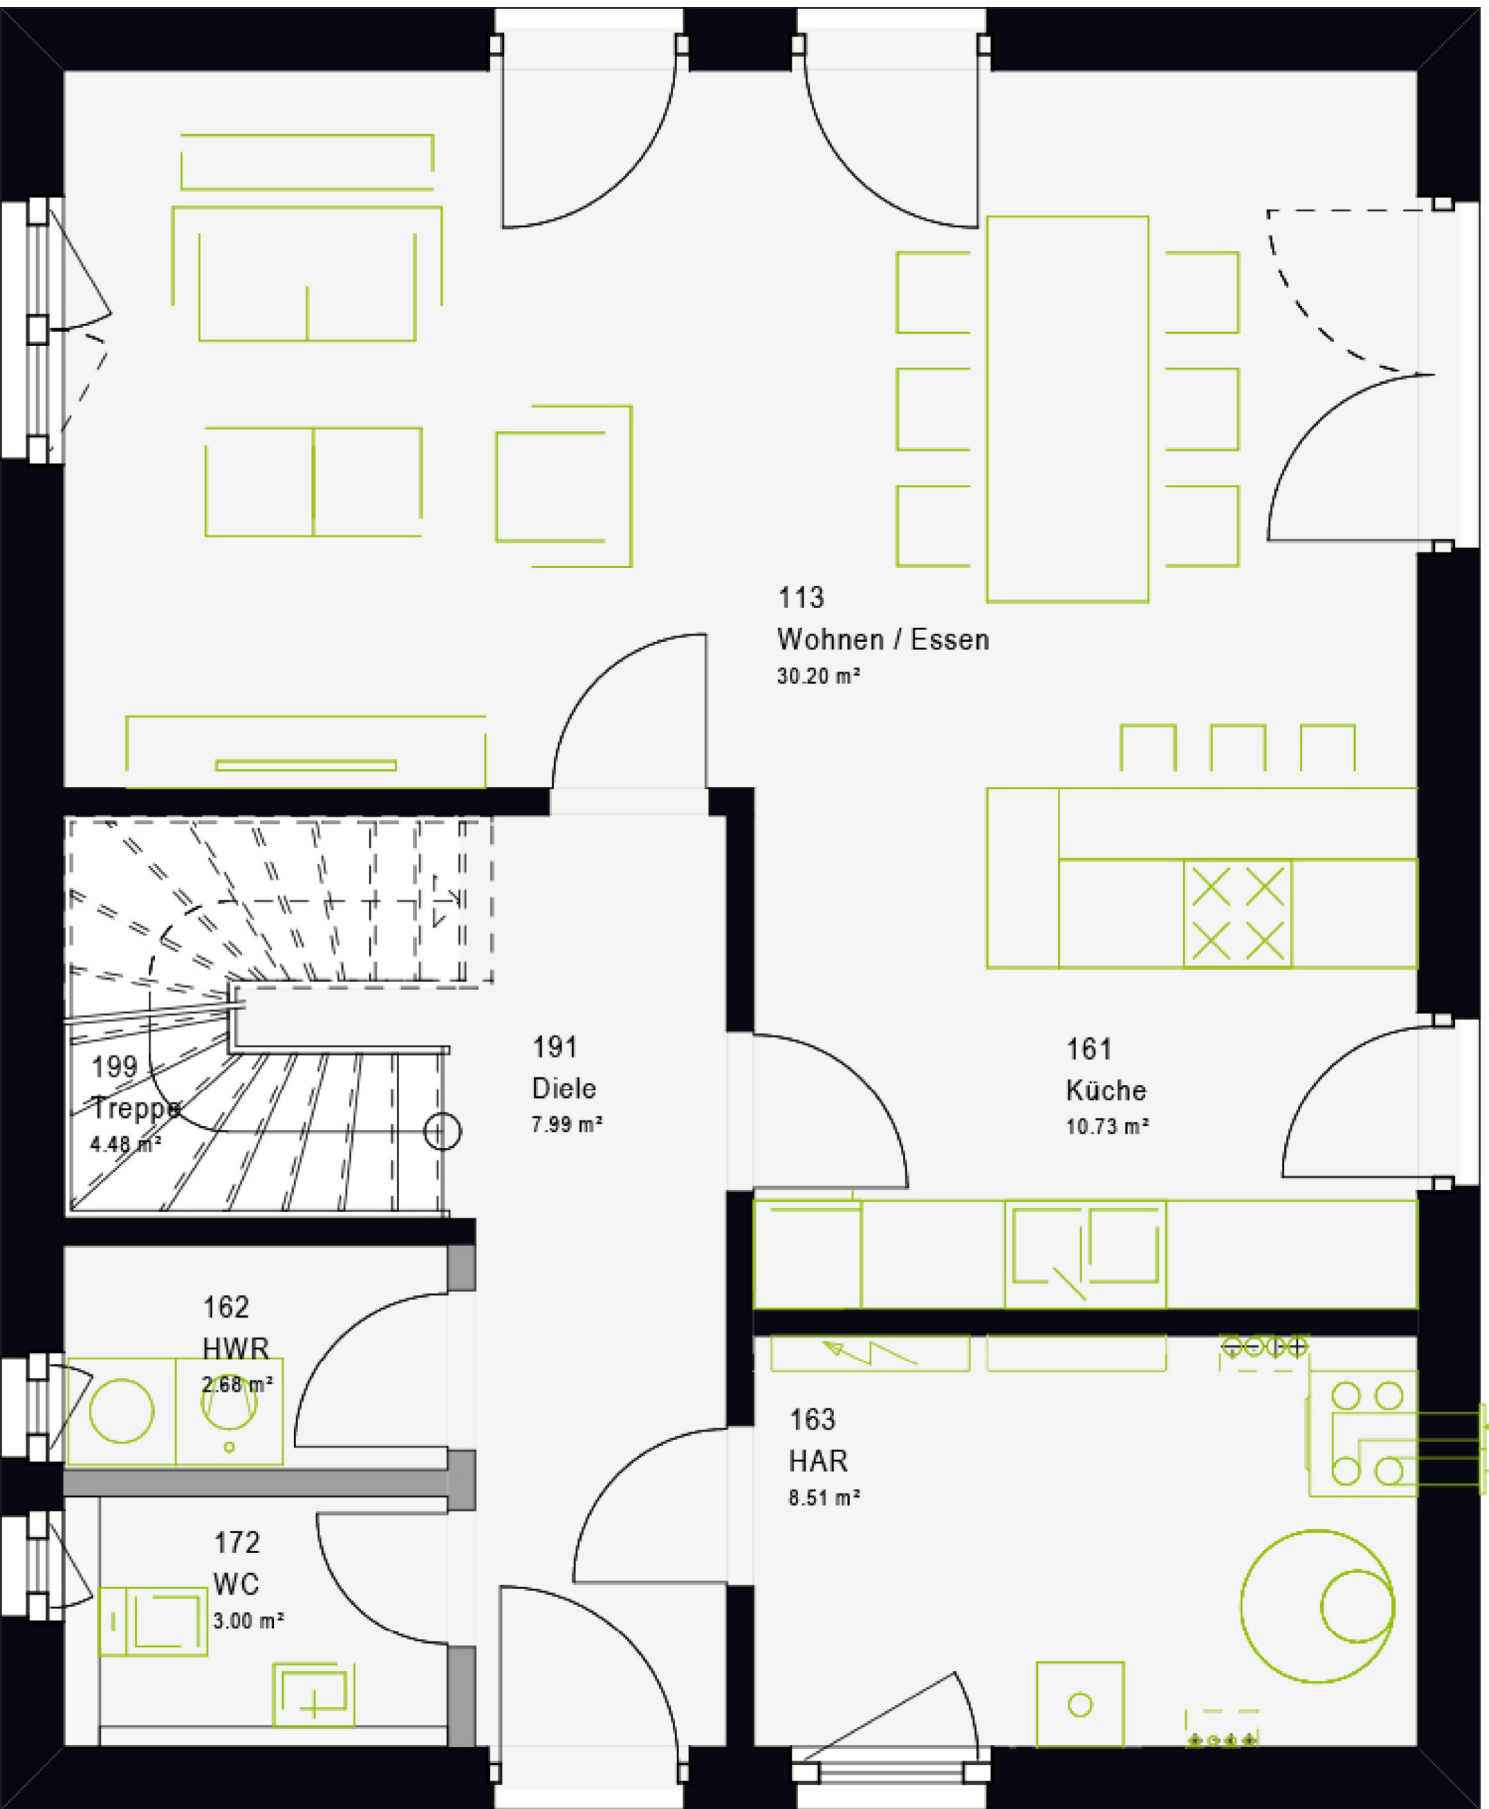 113
Wohnen / Essen
30.20 m²
191
Diele
7.99 m²
161
Küche
10.73 m²
199
Treppe
4.48 m²
162
HWR
2.68 m²
163
HAR
8.51 m²
172
WC
3.00 m²